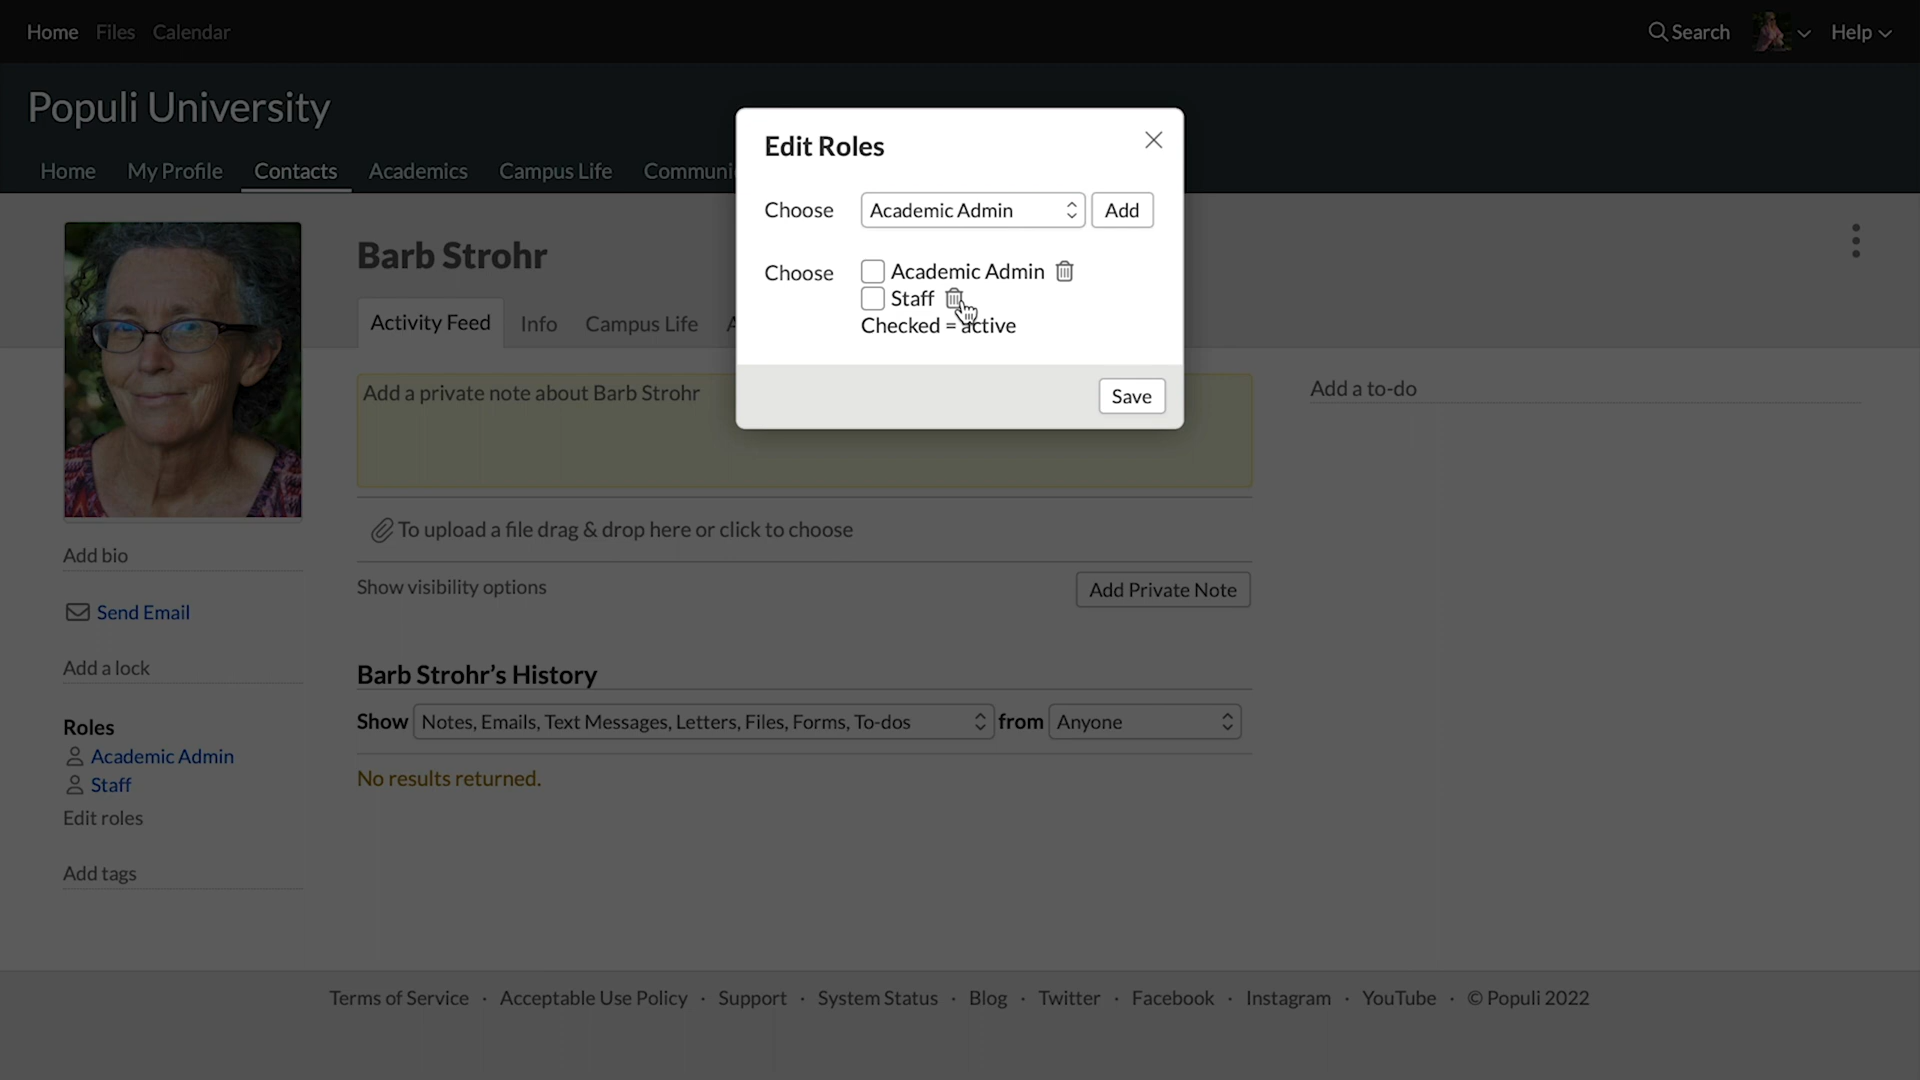 Home Files Calendar Search Help
Populi University
Home My Profile Contacts Academics Campus Life
Edit Roles
Choose Academic Admin Add
Choose Academic Admin
Staff
Checked = active
Save
Barb Strohr
Activity Feed Info Campus Life
Add a private note about Barb Strohr
Add a to-do
To upload a file drag & drop here or click to choose
Show visibility options Add Private Note
Add bio
Send Email
Add a lock
Roles
Academic Admin
Staff
Edit roles
Add tags
Barb Strohr’s History
Show Notes, Emails, Text Messages, Letters, Files, Forms, To-dos from Anyone
No results returned.
Terms of Service · Acceptable Use Policy · Support · System Status · Blog · Twitter · Facebook · Instagram · YouTube · © Populi 2022